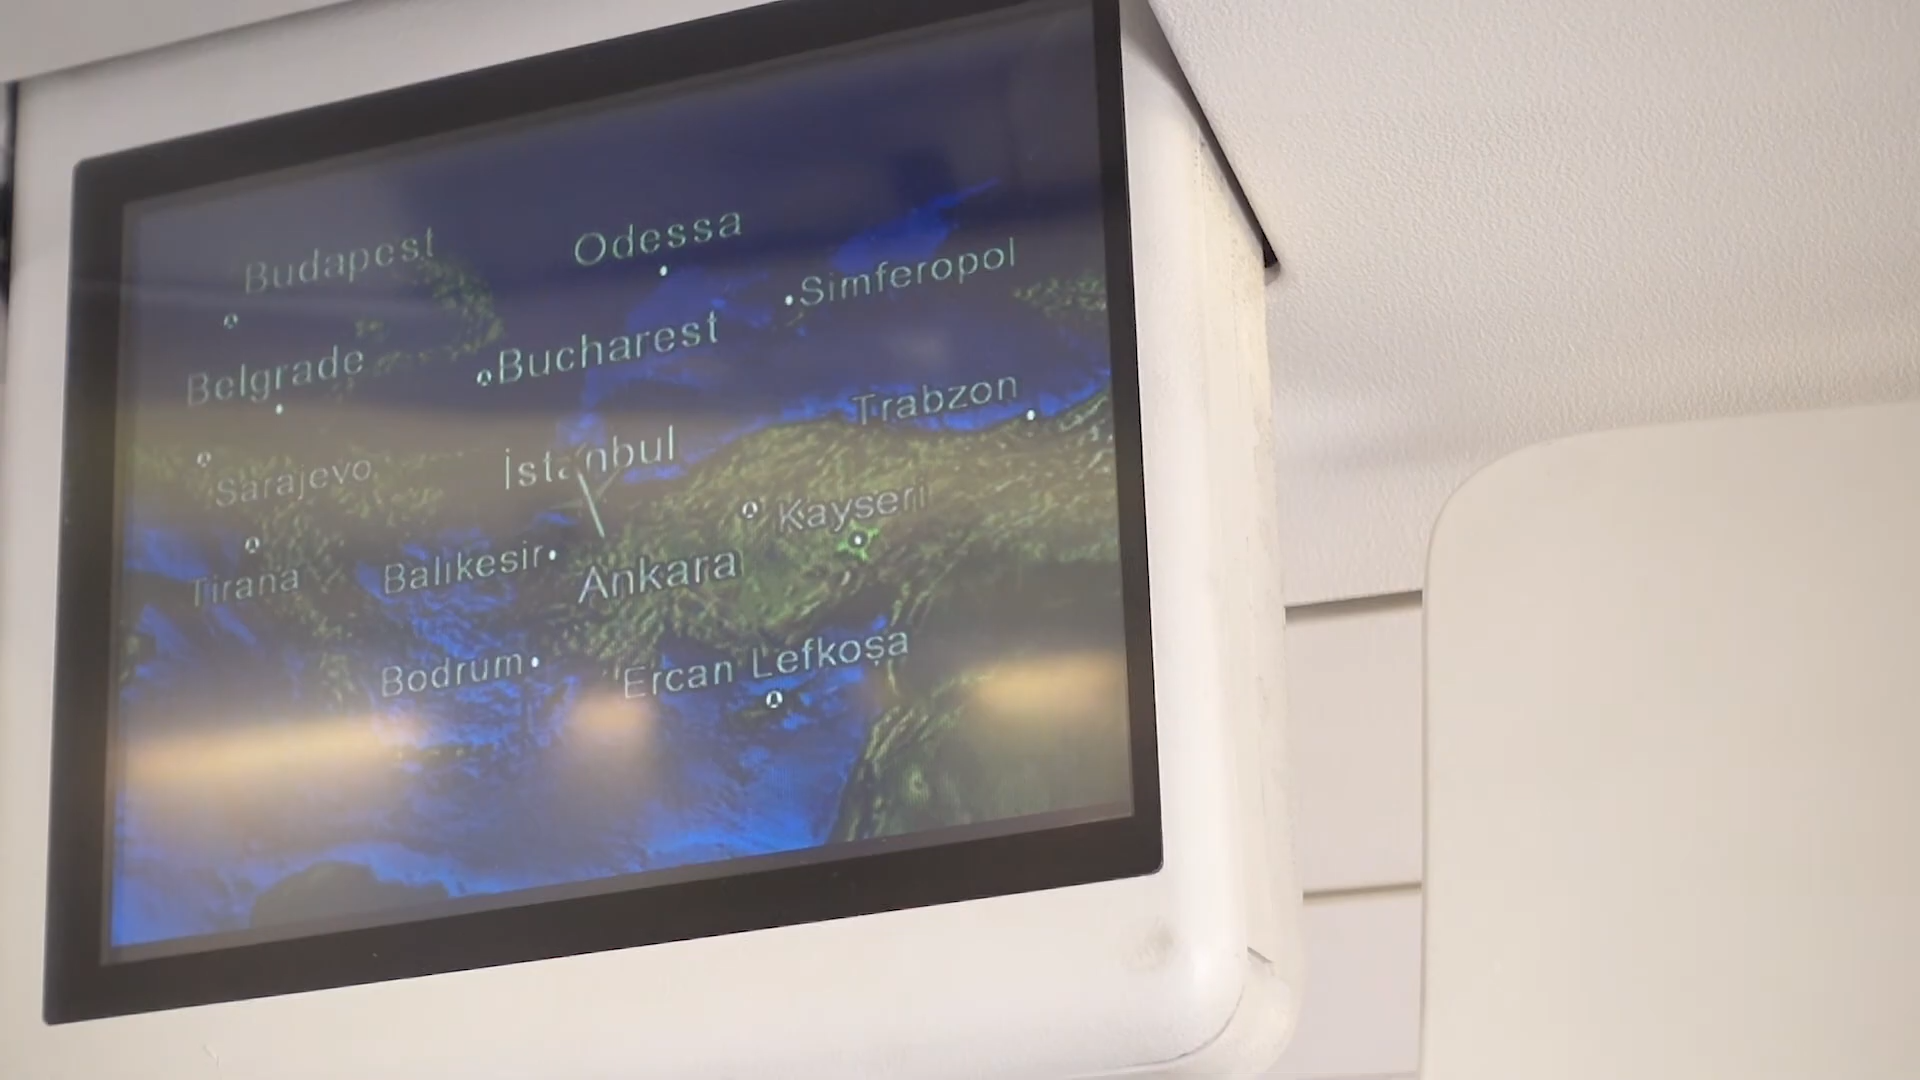 Budapest
Odessa
Simferopol
Belgrade
Bucharest
Trabzon
Sarajevo
İstanbul
Kayseri
Tirana
Balıkesir
Ankara
Bodrum
Ercan Lefkoşa